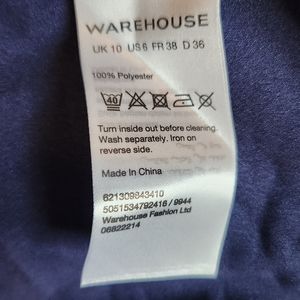 WAREHOUSE
UK 10 US 6 FR 38 D 36
100% Polyester
40
Turn inside out before cleaning.
Wash separately. Iron on
reverse side.
Made In China
621309843410
5051534792416 / 9944
Warehouse Fashion Ltd
06822214